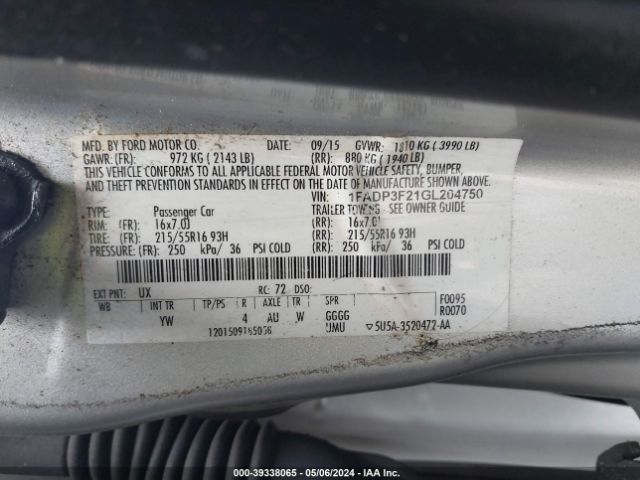 MFD. BY FORD MOTOR CO. DATE: 09/15 GVWR: 1810 KG ( 3990 LB)
GAWR: (FR): 972 KG ( 2143 LB) (RR): 880 KG ( 1940 LB)
THIS VEHICLE CONFORMS TO ALL APPLICABLE FEDERAL MOTOR VEHICLE SAFETY, BUMPER,
AND THEFT PREVENTION STANDARDS IN EFFECT ON THE DATE OF MANUFACTURE SHOWN ABOVE.
VIN: 1FADP3F21GL204750
TYPE: Passenger Car TRAILER TOWING - SEE OWNER GUIDE
RIM: (FR): 16x7.0J (RR): 16x7.0J
TIRE: (FR): 215/55R16 93H (RR): 215/55R16 93H
PRESSURE: (FR): 250 kPa/ 36 PSI COLD (RR): 250 kPa/ 36 PSI COLD
EXT PNT: UX RC: 72 DSO:
WB INT TR TP/PS R AXLE TR SPR F0095
YW 4 AU W GGGG R0070
UMU 5U5A-3520472-AA
000-39338065 - 05/06/2024 - IAA Inc.